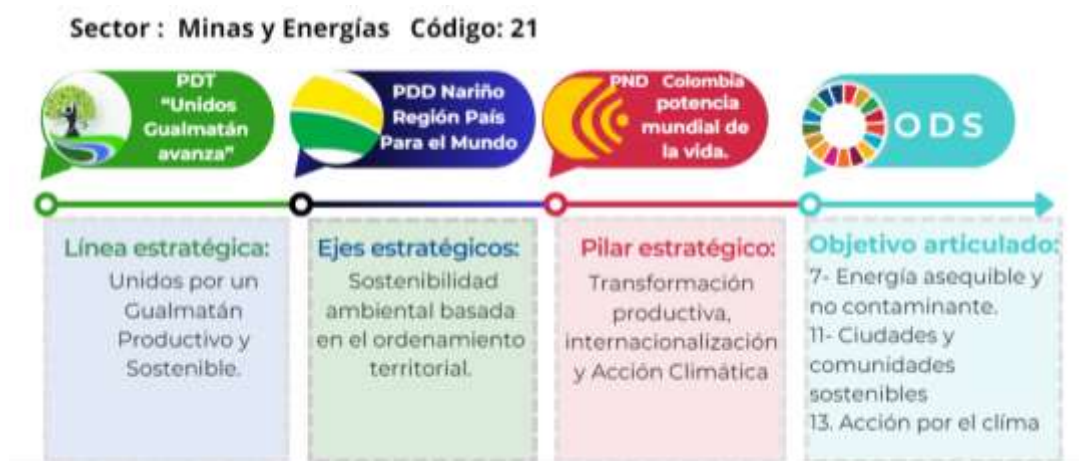 Sector : Minas y Energías Código: 21
PDT
"Unidos
Gualmatán
avanza"
PDD Nariño
Región País
Para el Mundo
PND Colombia
potencia
mundial de
la vida.
ODS
Línea estratégica:
Unidos por un
Gualmatán
Productivo y
Sostenible.
Ejes estratégicos:
Sostenibilidad
ambiental basada
en el ordenamiento
territorial.
Pilar estratégico:
Transformación
productiva,
internacionalización
y Acción Climática
Objetivo articulado:
7- Energía asequible y
no contaminante.
11- Ciudades y
comunidades
sostenibles
13. Acción por el clíma